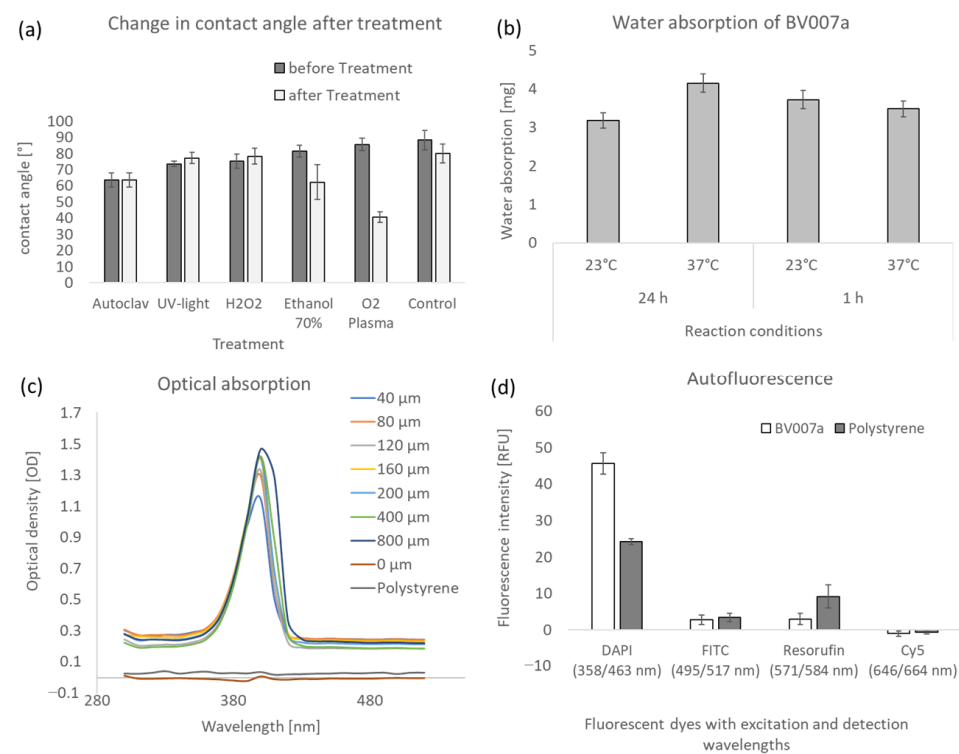 (a)
Change in contact angle after treatment
before Treatment
after Treatment
contact angle [°]
100
90
80
70
60
50
40
30
20
10
0
Autoclav UV-light H2O2 Ethanol O2 Control
70% Plasma
Treatment
(b)
Water absorption of BV007a
Water absorption [mg]
5
4
3
2
1
0
23°C 37°C 23°C 37°C
24 h 1 h
Reaction conditions
(c)
Optical absorption
Optical density [OD]
1.7
1.5
1.3
1.1
0.9
0.7
0.5
0.3
0.1
−0.1
40 µm
80 µm
120 µm
160 µm
200 µm
400 µm
800 µm
0 µm
Polystyrene
280 380 480
Wavelength [nm]
(d)
Autofluorescence
BV007a Polystyrene
Fluorescence intensity [RFU]
60
50
40
30
20
10
0
−10
DAPI FITC Resorufin Cy5
(358/463 nm) (495/517 nm) (571/584 nm) (646/664 nm)
Fluorescent dyes with excitation and detection
wavelengths